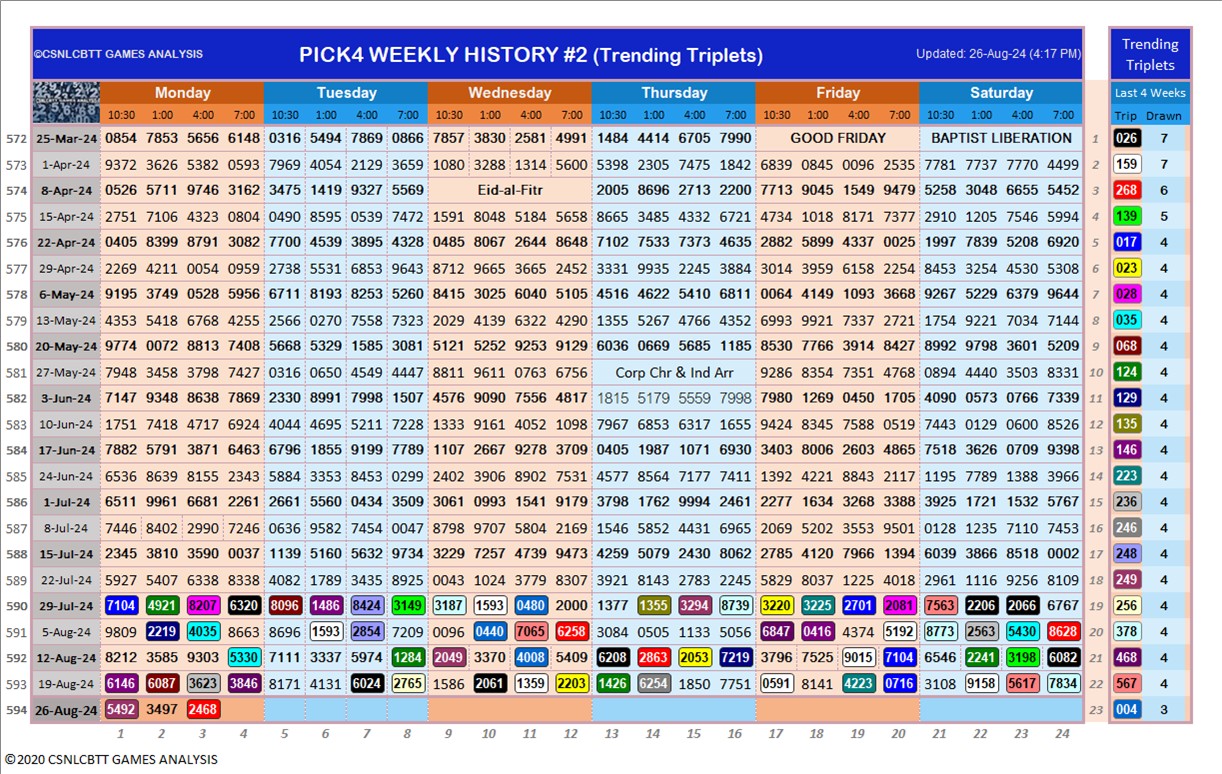 ©CSNLCBTT GAMES ANALYSIS PICK4 WEEKLY HISTORY #2 (Trending Triplets) Updated: 26-Aug-24 (4:17 PM) Trending Triplets
Monday Tuesday Wednesday Thursday Friday Saturday Last 4 Weeks
10:30 1:00 4:00 7:00 10:30 1:00 4:00 7:00 10:30 1:00 4:00 7:00 10:30 1:00 4:00 7:00 10:30 1:00 4:00 7:00 10:30 1:00 4:00 7:00 Trip Drawn
572 25-Mar-24 0854 7853 5656 6148 0316 5494 7869 0869 7857 3830 2581 4991 1484 4414 6705 7990 GOOD FRIDAY BAPTIST LIBERATION 1 026 7
573 1-Apr-24 9372 3626 5382 0593 7969 4054 2129 3659 1080 3288 1314 5600 5398 2305 7475 1842 6839 0845 0096 2535 7781 7737 7770 4499 2 159 7
574 8-Apr-24 0526 5711 9746 3162 3475 1419 9327 5569 Eid-al-Fitr 2005 8696 2713 2200 7713 9045 1549 9479 5258 3048 6655 5452 3 268 6
575 15-Apr-24 2751 7106 4323 0804 0490 8595 0539 7472 1591 8048 5184 5658 8665 3485 4332 6721 4734 1018 8171 7377 2910 1205 7546 5994 4 139 5
576 22-Apr-24 0405 8399 8791 3082 7700 4539 3895 4328 0485 8067 2644 8648 7102 7533 7373 4635 2882 5899 4337 0025 1997 7839 5208 6920 5 017 4
577 29-Apr-24 2269 4211 0054 0959 2738 5531 6853 9643 8712 9665 3665 2452 3331 9935 2245 3884 3014 3959 6158 2254 8453 3254 4530 5308 6 023 4
578 6-May-24 9195 3749 0528 5956 6711 8193 8253 5260 8415 3025 6040 5105 4516 4622 5410 6811 0064 4149 1093 3668 9267 5229 6379 9644 7 028 4
579 13-May-24 4353 5418 6768 4255 2566 0270 7558 7323 2029 4139 6322 4290 1355 5267 4766 4352 6993 9921 7337 2721 1754 9221 7034 7144 8 035 4
580 20-May-24 9774 0072 8813 7408 5668 5329 1585 3081 5121 5252 9253 9129 6036 0669 5685 1185 8530 7766 3914 8427 8992 9798 3601 5209 9 068 4
581 27-May-24 7948 3458 3798 7427 0316 0650 4549 4447 8811 9611 0763 6756 Corp Chr & Ind Arr 9286 8354 7351 4768 0894 4440 3503 8331 10 124 4
582 3-Jun-24 7147 9348 8638 7869 2330 8991 7998 1507 4576 9090 7556 4817 1815 5179 5559 7998 7980 1269 0450 1705 4090 0573 0766 7339 11 129 4
583 10-Jun-24 1751 7418 4717 6924 4044 4695 5211 7228 1333 9161 4052 1098 7967 6853 6317 1655 9424 8345 7588 0519 7443 0129 0600 8526 12 135 4
584 17-Jun-24 7882 5791 3871 6463 6796 1855 9199 7789 1107 2667 9278 3709 0405 1987 1071 6930 3403 8006 2603 4865 7518 3626 0709 9398 13 146 4
585 24-Jun-24 6536 8639 8155 2343 5884 3353 8453 0250 2402 3906 8902 7531 4577 8564 7177 7411 1392 4221 8843 2117 1195 7789 1388 3966 14 223 4
586 1-Jul-24 6511 9961 6681 2261 2661 5560 0434 3509 3061 0993 1541 9179 3798 1762 9994 2461 2277 1634 3268 3388 3925 1721 1532 5767 15 236 4
587 8-Jul-24 7446 8402 2990 7246 0636 9582 7454 0047 8798 9707 5804 2169 1546 5852 4431 6965 2069 5202 3553 9501 0128 1235 7110 7453 16 246 4
588 15-Jul-24 2345 3810 3590 0037 1139 5160 5632 9734 3229 7257 4739 9473 4259 5079 2430 8062 2785 4120 7966 1394 6039 3866 8518 0002 17 248 4
589 22-Jul-24 5927 5407 6338 8338 4082 1789 3435 8925 0043 1024 3779 8307 3921 8143 2783 2245 5829 8037 1225 4018 2961 1116 9256 8109 18 249 4
590 29-Jul-24 7104 4921 8207 6320 8096 1486 8424 3149 3187 1593 0480 2000 1377 1355 3294 8739 3220 3225 2701 2081 7563 2206 2066 6767 19 256 4
591 5-Aug-24 9809 2219 4035 8663 8696 1593 2854 7209 0096 0440 7065 6258 3084 0505 1133 5056 6847 0416 4374 5192 8773 2563 5430 8628 20 378 4
592 12-Aug-24 8212 3585 9303 5330 7111 3337 5974 1284 2049 3370 4008 5409 6208 2863 2053 7219 3796 7525 9015 7104 6546 2241 3198 6082 21 468 4
593 19-Aug-24 6146 6087 3623 3846 8171 4131 6024 2765 1586 2061 1359 2203 1426 6254 1850 7751 0591 8141 4223 0716 3108 9158 5617 7834 22 567 4
594 26-Aug-24 5492 3497 2468 23 004 3
1 2 3 4 5 6 7 8 9 10 11 12 13 14 15 16 17 18 19 20 21 22 23 24
©2020 CSNLCBTT GAMES ANALYSIS